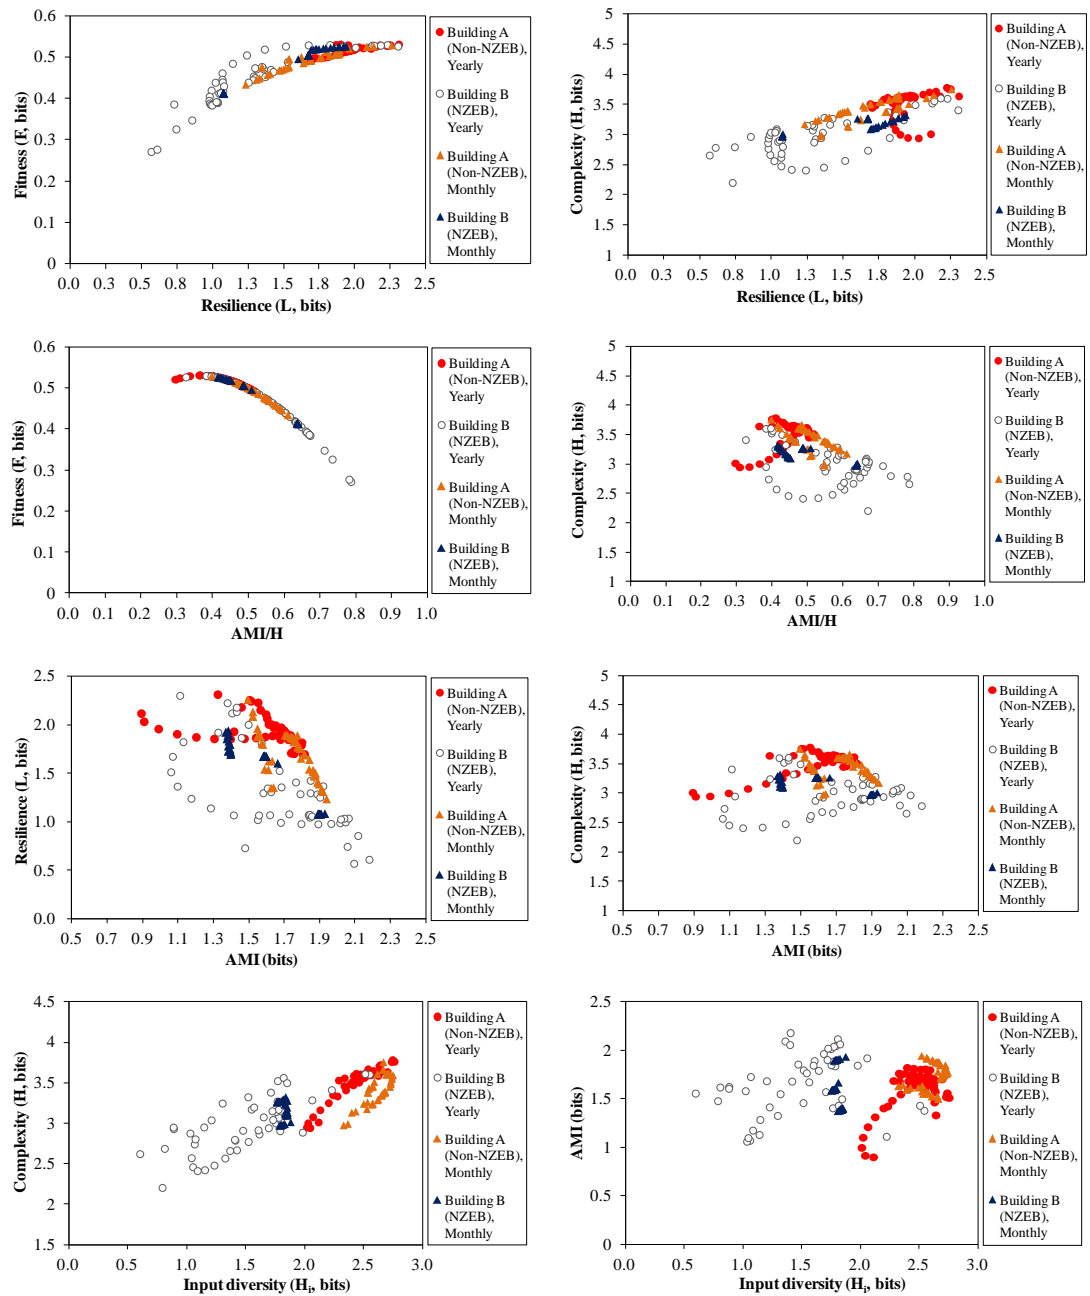 0.6
0.5
0.4
0.3
0.2
0.1
0
Fitness (F, bits)
0.0 0.3 0.5 0.8 1.0 1.3 1.5 1.8 2.0 2.3 2.5
Resilience (L, bits)
Building A
(Non-NZEB),
Yearly
Building B
(NZEB),
Yearly
Building A
(Non-NZEB),
Monthly
Building B
(NZEB),
Monthly
5
4.5
4
3.5
3
2.5
2
1.5
1
Complexity (H, bits)
0.0 0.3 0.5 0.8 1.0 1.3 1.5 1.8 2.0 2.3 2.5
Resilience (L, bits)
Building A
(Non-NZEB),
Yearly
Building B
(NZEB),
Yearly
Building A
(Non-NZEB),
Monthly
Building B
(NZEB),
Monthly
0.6
0.5
0.4
0.3
0.2
0.1
0
Fitness (F, bits)
0.0 0.1 0.2 0.3 0.4 0.5 0.6 0.7 0.8 0.9 1.0
AMI/H
Building A
(Non-NZEB),
Yearly
Building B
(NZEB),
Yearly
Building A
(Non-NZEB),
Monthly
Building B
(NZEB),
Monthly
5
4.5
4
3.5
3
2.5
2
1.5
1
Complexity (H, bits)
0.0 0.1 0.2 0.3 0.4 0.5 0.6 0.7 0.8 0.9 1.0
AMI/H
Building A
(Non-NZEB),
Yearly
Building B
(NZEB),
Yearly
Building A
(Non-NZEB),
Monthly
Building B
(NZEB),
Monthly
2.5
2.0
1.5
1.0
0.5
0.0
Resilience (L, bits)
0.5 0.7 0.9 1.1 1.3 1.5 1.7 1.9 2.1 2.3 2.5
AMI (bits)
Building A
(Non-NZEB),
Yearly
Building B
(NZEB),
Yearly
Building A
(Non-NZEB),
Monthly
Building B
(NZEB),
Monthly
5
4.5
4
3.5
3
2.5
2
1.5
1
Complexity (H, bits)
0.5 0.7 0.9 1.1 1.3 1.5 1.7 1.9 2.1 2.3 2.5
AMI (bits)
Building A
(Non-NZEB),
Yearly
Building B
(NZEB),
Yearly
Building A
(Non-NZEB),
Monthly
Building B
(NZEB),
Monthly
4.5
4
3.5
3
2.5
2
1.5
Complexity (H, bits)
0.0 0.5 1.0 1.5 2.0 2.5 3.0
Input diversity (Hi, bits)
Building A
(Non-NZEB),
Yearly
Building B
(NZEB),
Yearly
Building A
(Non-NZEB),
Monthly
Building B
(NZEB),
Monthly
2.5
2
1.5
1
0.5
0
AMI (bits)
0.0 0.5 1.0 1.5 2.0 2.5 3.0
Input diversity (Hi, bits)
Building A
(Non-NZEB),
Yearly
Building B
(NZEB),
Yearly
Building A
(Non-NZEB),
Monthly
Building B
(NZEB),
Monthly